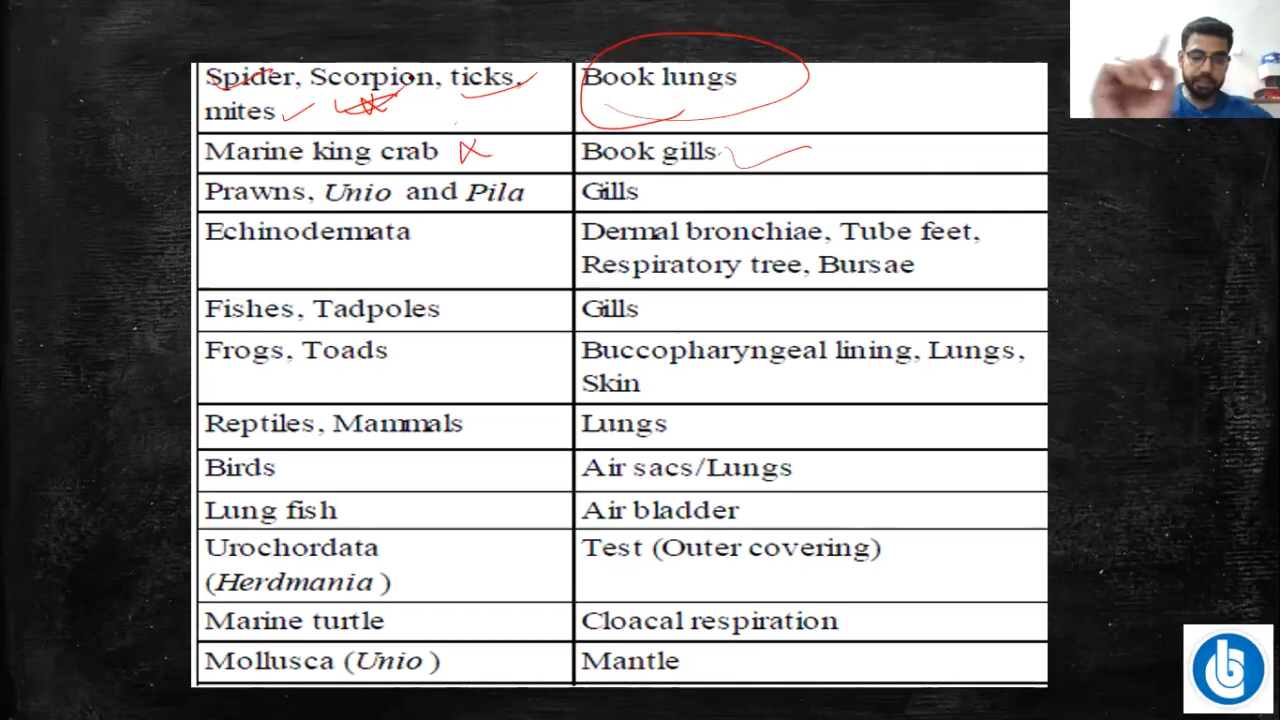 Spider, Scorpion, ticks, mites
Book lungs
Marine king crab
Book gills
Prawns, Unio and Pila
Gills
Echinodermata
Dermal bronchiae, Tube feet,
Respiratory tree, Bursae
Fishes, Tadpoles
Gills
Frogs, Toads
Buccopharyngeal lining, Lungs,
Skin
Reptiles, Mammals
Lungs
Birds
Air sacs/Lungs
Lung fish
Air bladder
Urochordata
(Herdmania )
Test (Outer covering)
Marine turtle
Cloacal respiration
Mollusca (Unio )
Mantle